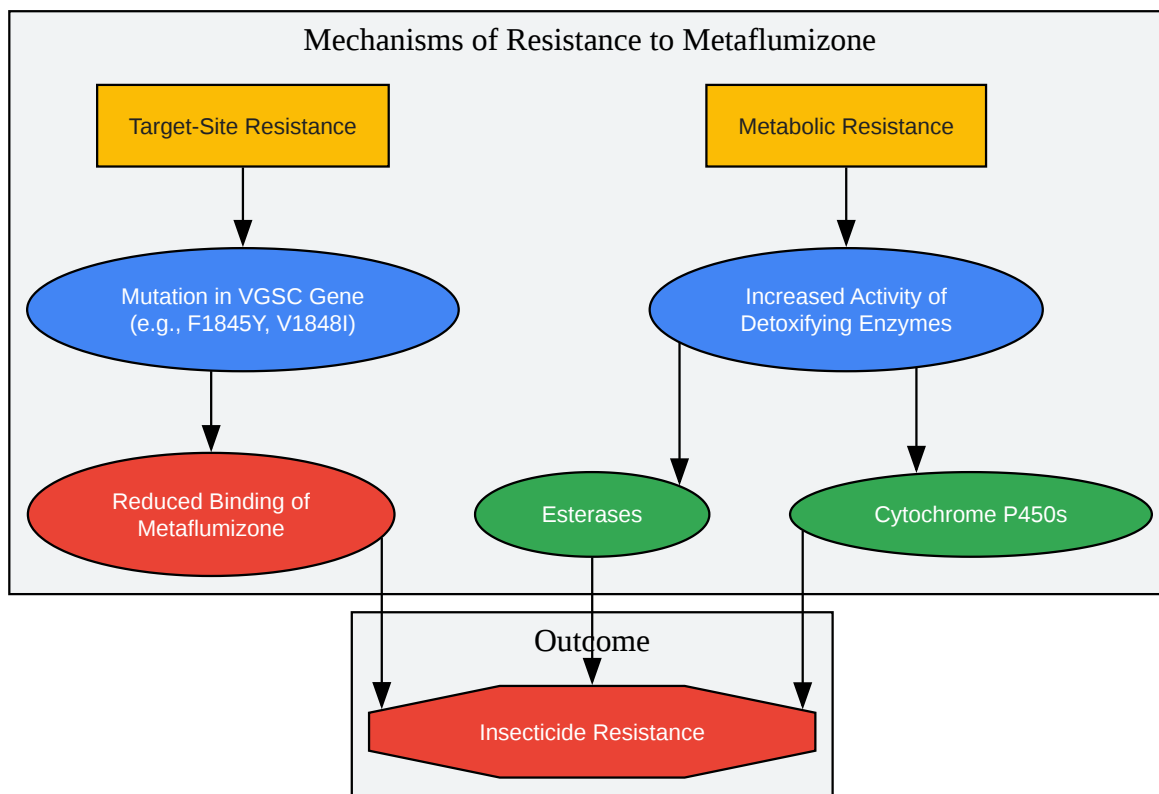 Mechanisms of Resistance to Metaflumizone
Target-Site Resistance
Metabolic Resistance
Mutation in VGSC Gene
(e.g., F1845Y, V1848I)
Increased Activity of
Detoxifying Enzymes
Reduced Binding of
Metaflumizone
Esterases
Cytochrome P450s
Outcome
Insecticide Resistance